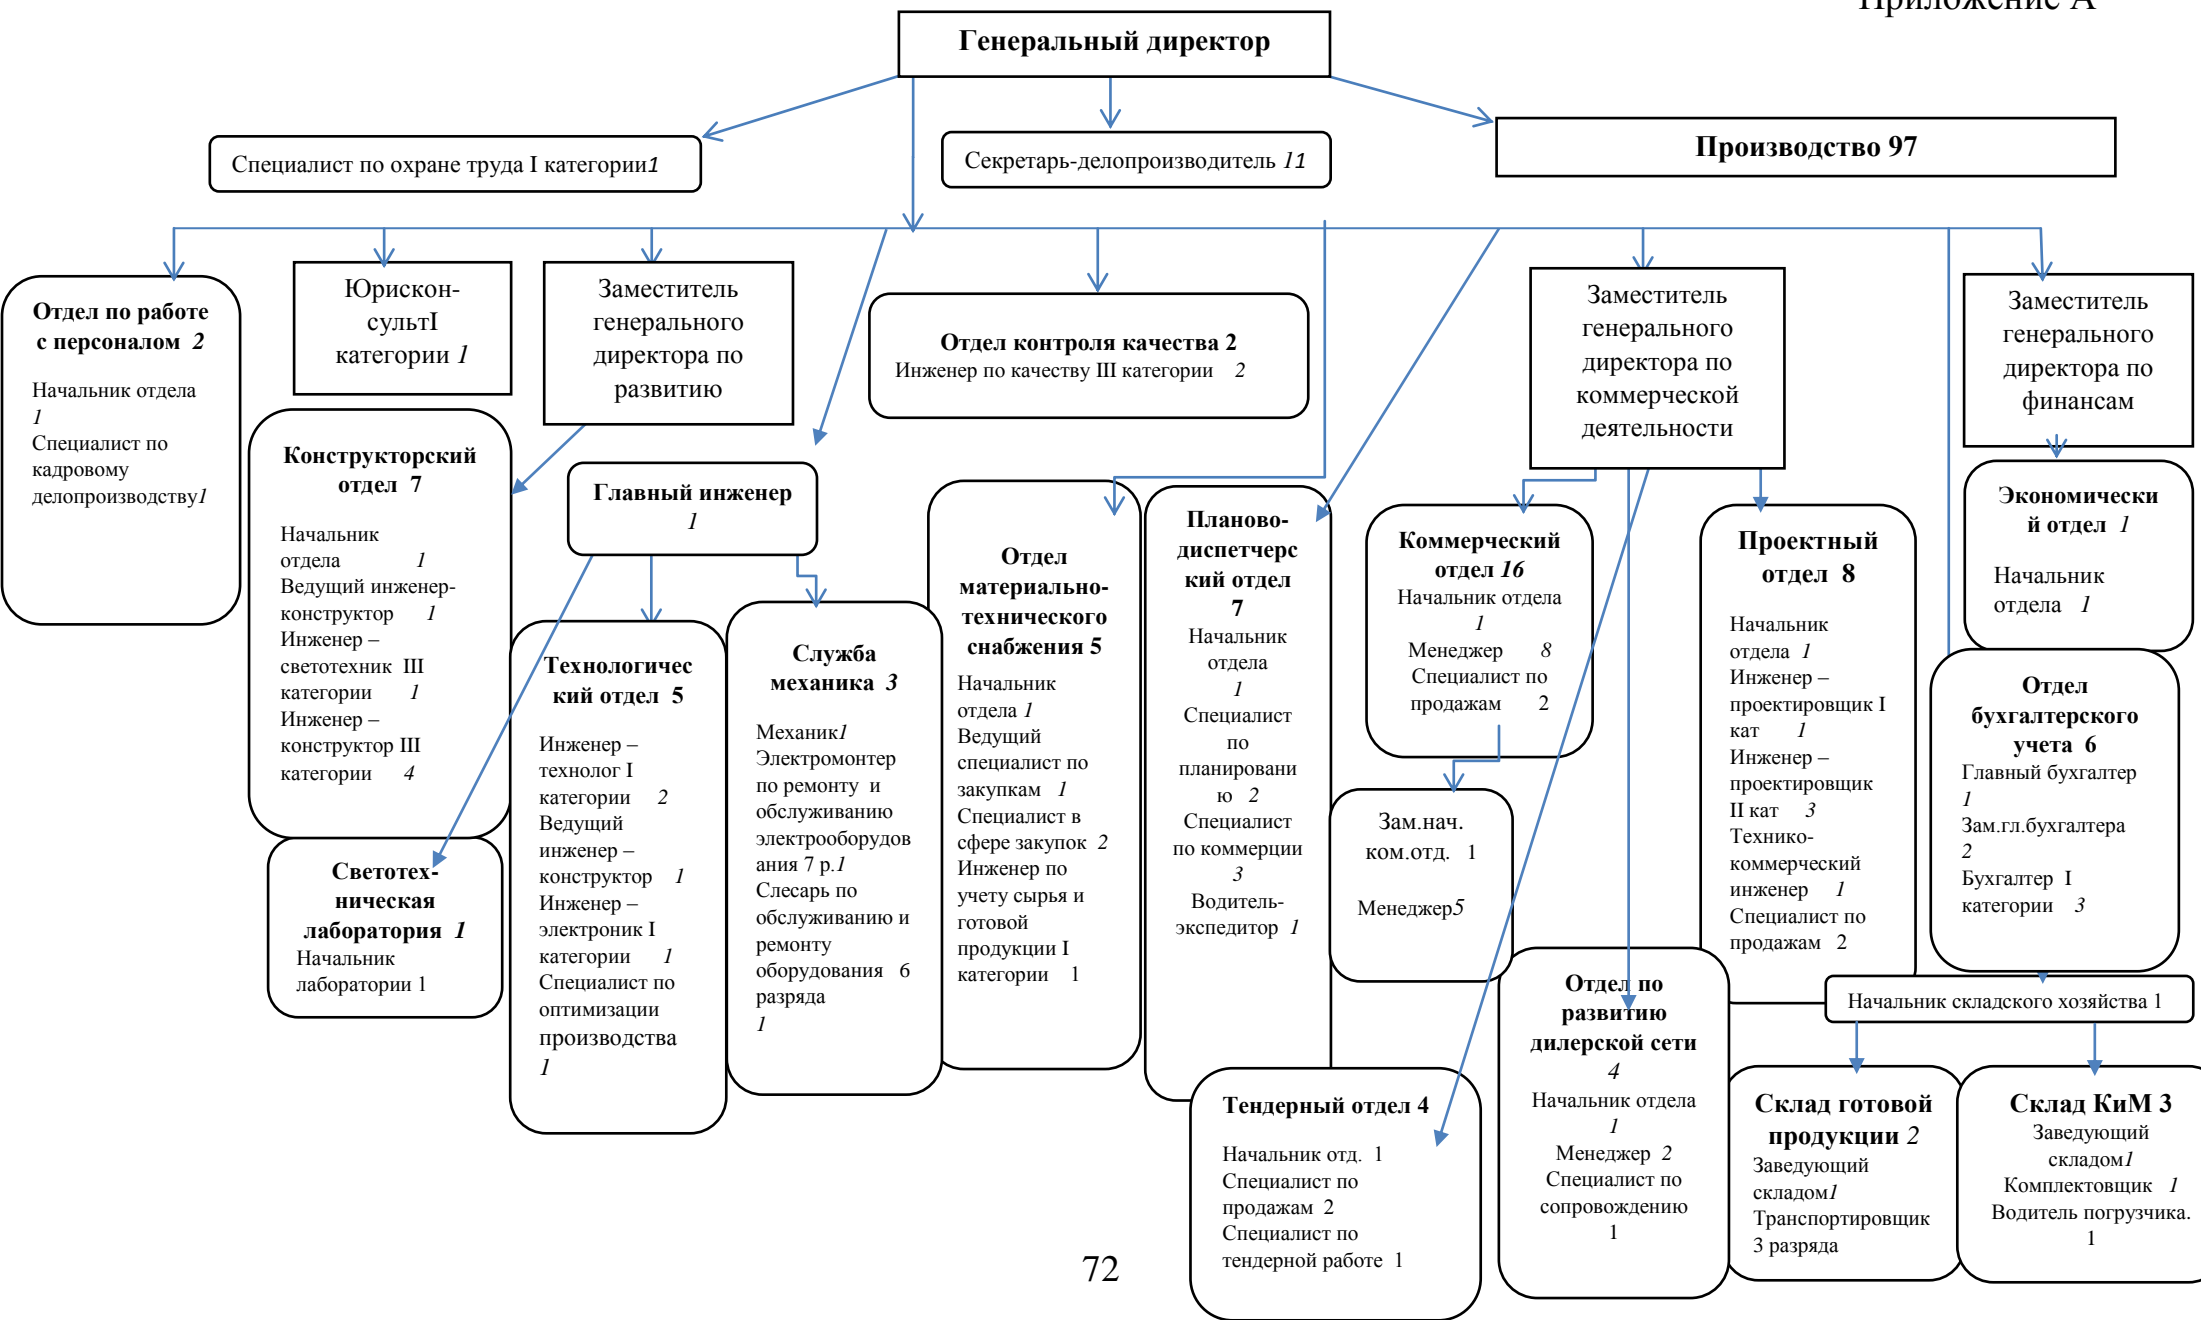 Приложение А
Генеральный директор
Специалист по охране труда I категории1
Секретарь-делопроизводитель 11
Производство 97
Отдел по работе
с персоналом 2
Начальник отдела
1
Специалист по
кадровому
делопроизводству1
Юрискон-
сультI
категории 1
Заместитель
генерального
директора по
развитию
Отдел контроля качества 2
Инженер по качеству III категории 2
Заместитель
генерального
директора по
коммерческой
деятельности
Заместитель
генерального
директора по
финансам
Конструкторский
отдел 7
Начальник
отдела 1
Ведущий инженер-
конструктор 1
Инженер –
светотехник III
категории 1
Инженер –
конструктор III
категории 4
Главный инженер
1
Светотех-
ническая
лаборатория 1
Начальник
лаборатории 1
Технологичес
кий отдел 5
Инженер –
технолог I
категории 2
Ведущий
инженер –
конструктор 1
Инженер –
электроник I
категории 1
Специалист по
оптимизации
производства
1
Служба
механика 3
Механик1
Электромонтер
по ремонту и
обслуживанию
электрооборудов
ания 7 р.1
Слесарь по
обслуживанию и
ремонту
оборудования 6
разряда
1
Отдел
материально-
технического
снабжения 5
Начальник
отдела 1
Ведущий
специалист по
закупкам 1
Специалист в
сфере закупок 2
Инженер по
учету сырья и
готовой
продукции I
категории 1
Планово-
диспетчерс
кий отдел
7
Начальник
отдела
1
Специалист
по
планировани
ю 2
Специалист
по коммерции
3
Водитель-
экспедитор 1
Коммерческий
отдел 16
Начальник отдела
1
Менеджер 8
Специалист по
продажам 2
Зам.нач.
ком.отд. 1
Менеджер5
Проектный
отдел 8
Начальник
отдела 1
Инженер –
проектировщик I
кат 1
Инженер –
проектировщик
II кат 3
Технико-
коммерческий
инженер 1
Специалист по
продажам 2
Экономически
й отдел 1
Начальник
отдела 1
Отдел
бухгалтерского
учета 6
Главный бухгалтер
1
Зам.гл.бухгалтера
2
Бухгалтер I
категории 3
Начальник складского хозяйства 1
Отдел по
развитию
дилерской сети
4
Начальник отдела
1
Менеджер 2
Специалист по
сопровождению
1
Тендерный отдел 4
Начальник отд. 1
Специалист по
продажам 2
Специалист по
тендерной работе 1
Склад готовой
продукции 2
Заведующий
складом1
Транспортировщик
3 разряда
Склад КиМ 3
Заведующий
складом1
Комплектовщик 1
Водитель погрузчика.
1
72